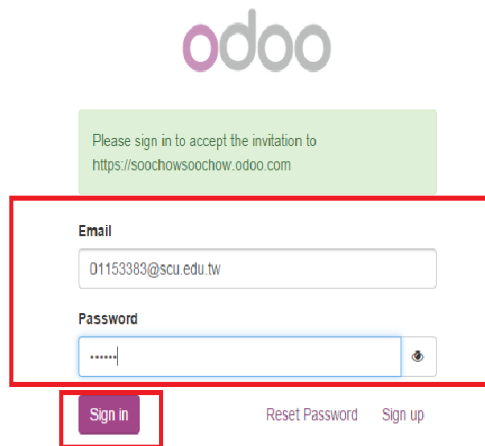 odoo
Please sign in to accept the invitation to
https://soochowsoochow.odoo.com
Email
01153383@scu.edu.tw
Password
••••••
Sign in
Reset Password
Sign up